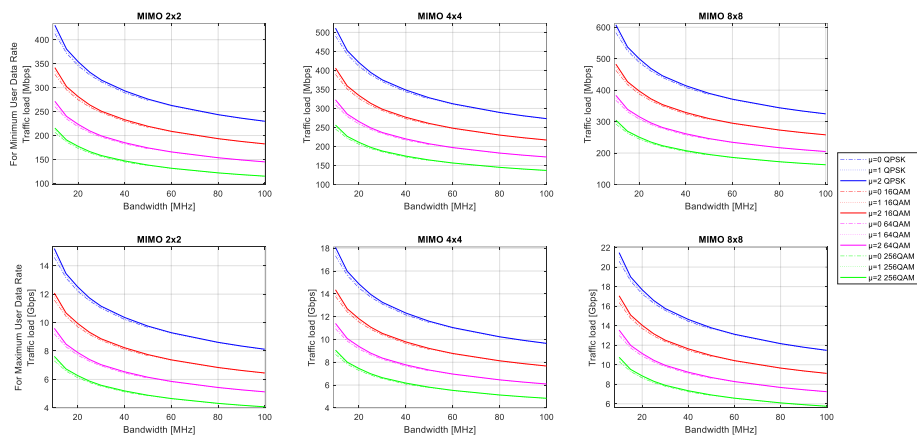 MIMO 2x2
For Minimum User Data Rate
Traffic load [Mbps]
400
350
300
250
200
150
100
20
40
60
80
100
Bandwidth [MHz]
MIMO 4x4
Traffic load [Mbps]
500
450
400
350
300
250
200
150
100
20
40
60
80
100
Bandwidth [MHz]
MIMO 8x8
Traffic load [Mbps]
600
500
400
300
200
100
20
40
60
80
100
Bandwidth [MHz]
μ=0 QPSK
μ=1 QPSK
μ=2 QPSK
μ=0 16QAM
μ=1 16QAM
μ=2 16QAM
μ=0 64QAM
μ=1 64QAM
μ=2 64QAM
μ=0 256QAM
μ=1 256QAM
μ=2 256QAM
MIMO 2x2
For Maximum User Data Rate
Traffic load [Gbps]
14
12
10
8
6
4
20
40
60
80
100
Bandwidth [MHz]
MIMO 4x4
Traffic load [Gbps]
18
16
14
12
10
8
6
4
20
40
60
80
100
Bandwidth [MHz]
MIMO 8x8
Traffic load [Gbps]
22
20
18
16
14
12
10
8
6
20
40
60
80
100
Bandwidth [MHz]